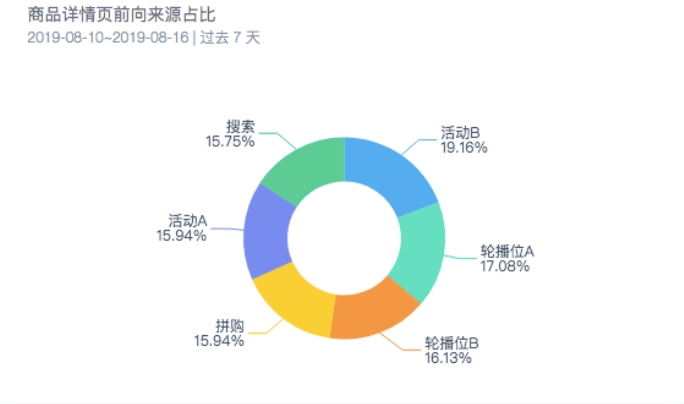 商品详情页前向来源占比
2019-08-10~2019-08-16 | 过去 7 天
搜索
15.75%
活动B
19.16%
活动A
15.94%
轮播位A
17.08%
拼购
15.94%
轮播位B
16.13%